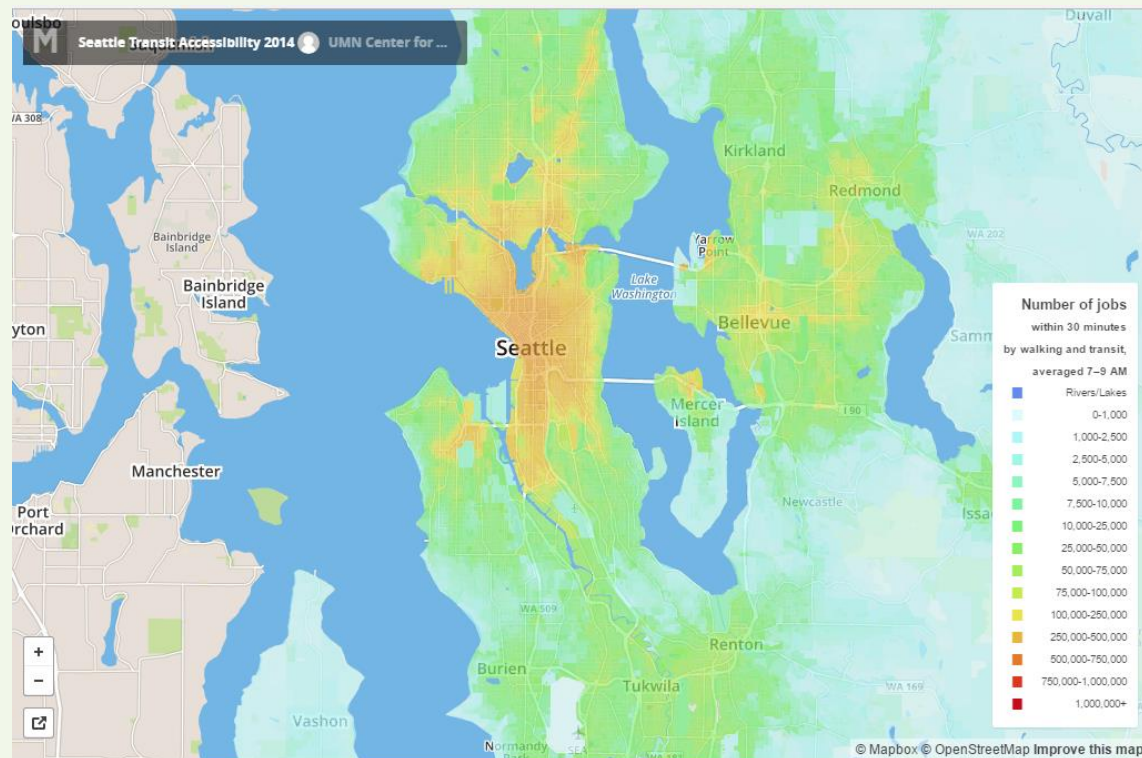 oulsbo
M
Seattle Transit Accessibility 2014
UMN Center for ...
Duvall
WA 308
Kirkland
Redmond
Bainbridge
Island
WA 202
Yarrow
Point
Lake
Washington
Bainbridge
Island
Number of jobs
within 30 minutes
by walking and transit,
averaged 7–9 AM
Rivers/Lakes
0-1,000
1,000-2,500
2,500-5,000
5,000-7,500
7,500-10,000
10,000-25,000
25,000-50,000
50,000-75,000
75,000-100,000
100,000-250,000
250,000-500,000
500,000-750,000
750,000-1,000,000
1,000,000+
yton
Bellevue
Samm
Seattle
Mercer
Island
I 90
Manchester
Newcastle
Port
Orchard
Issa
WA 509
Renton
+
−
Burien
Tukwila
WA 169
Vashon
Normandy
Park
SEA
© Mapbox © OpenStreetMap Improve this map